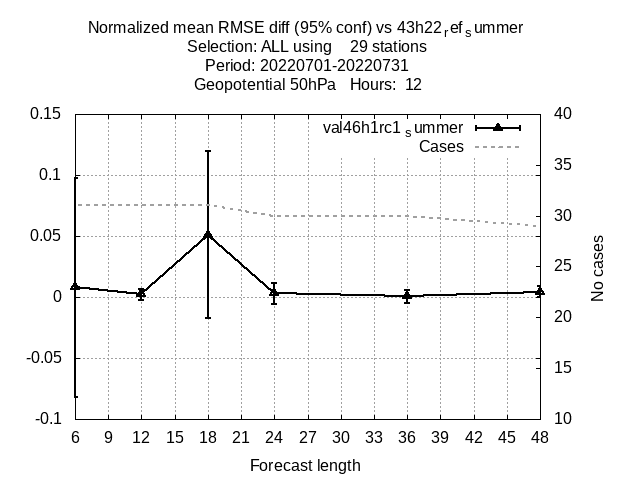 Normalized mean RMSE diff (95% conf) vs 43h22refsummer
Selection: ALL using 29 stations
Period: 20220701-20220731
Geopotential 50hPa Hours: 12
val46h1rc1summer
Cases
0.15
0.1
0.05
0
-0.05
-0.1
40
35
30
25
20
15
10
No cases
6 9 12 15 18 21 24 27 30 33 36 39 42 45 48
Forecast length